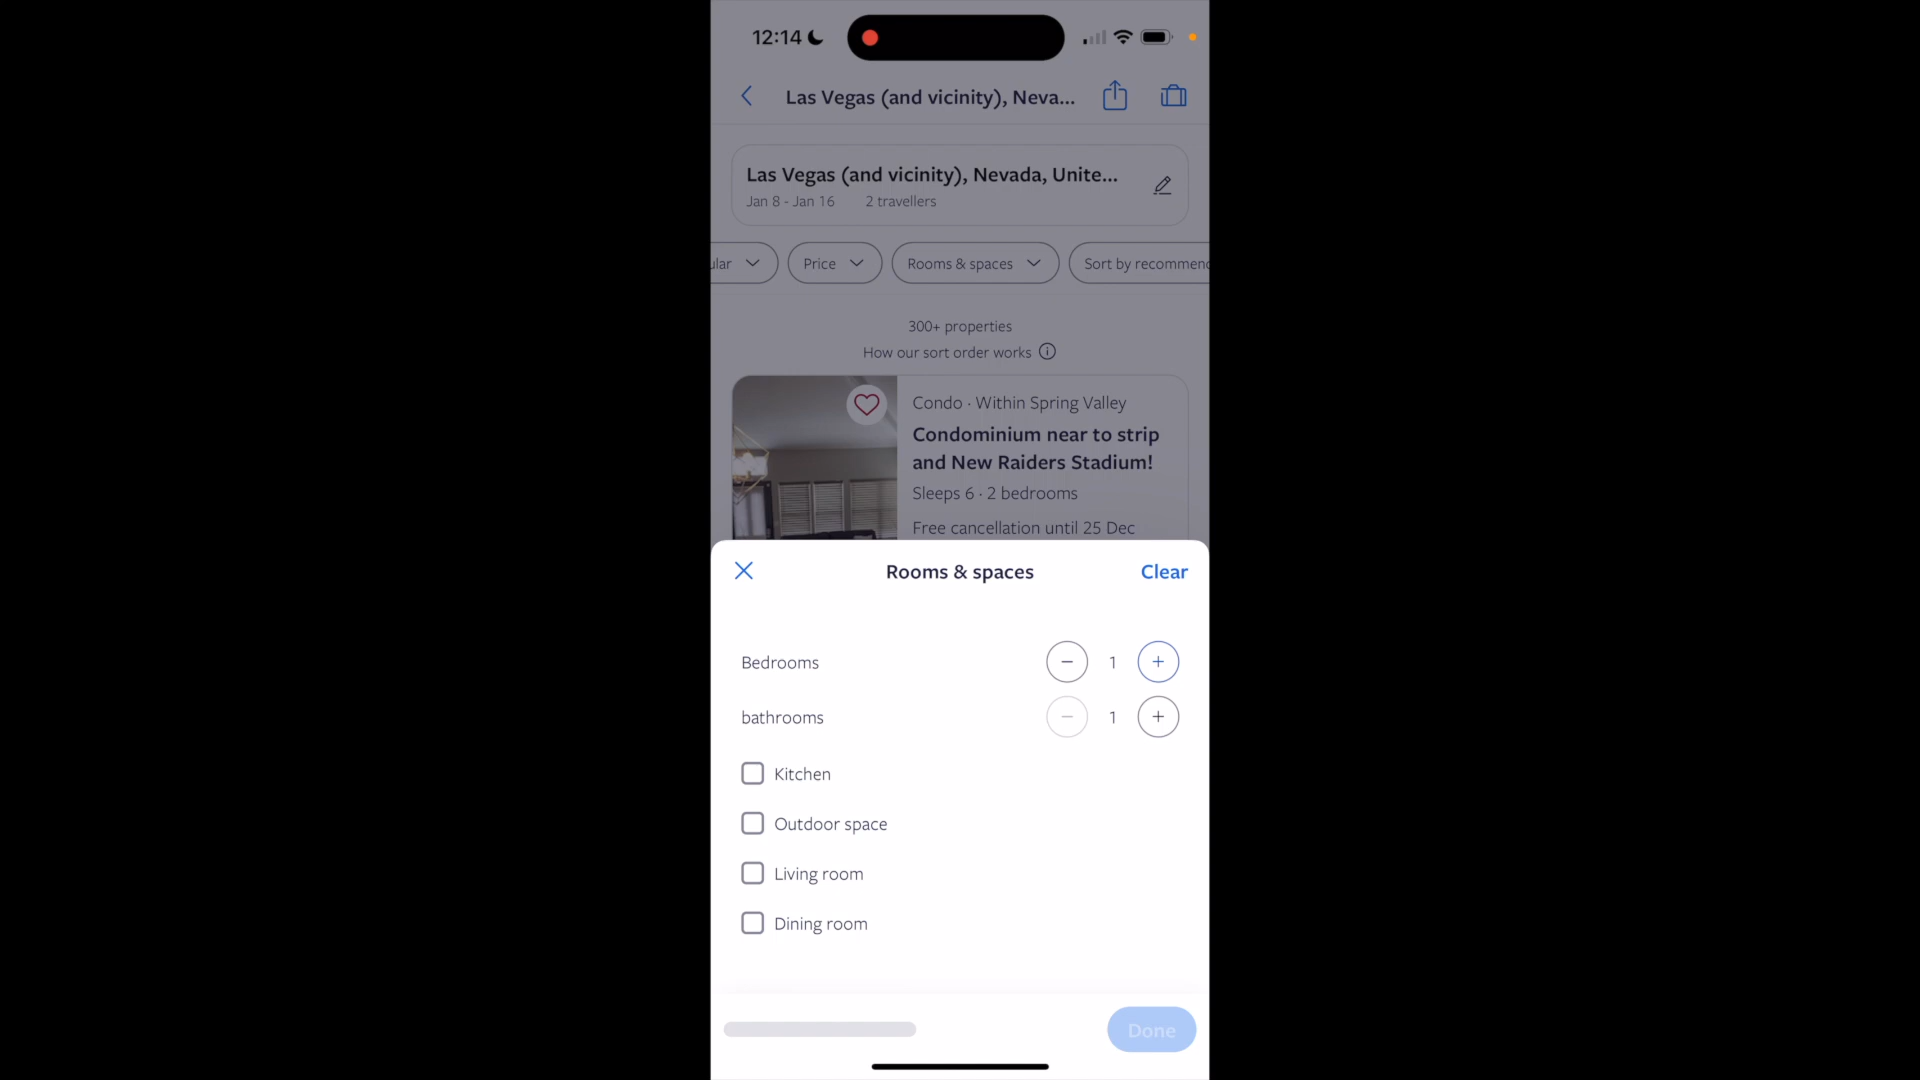 12:14
Las Vegas (and vicinity), Neva...
Las Vegas (and vicinity), Nevada, Unite...
Jan 8 - Jan 16 2 travellers
ular Price Rooms & spaces Sort by recommend
300+ properties
How our sort order works
Condo · Within Spring Valley
Condominium near to strip
and New Raiders Stadium!
Sleeps 6 · 2 bedrooms
Free cancellation until 25 Dec
Rooms & spaces Clear
Bedrooms − 1 +
bathrooms − 1 +
Kitchen
Outdoor space
Living room
Dining room
Done